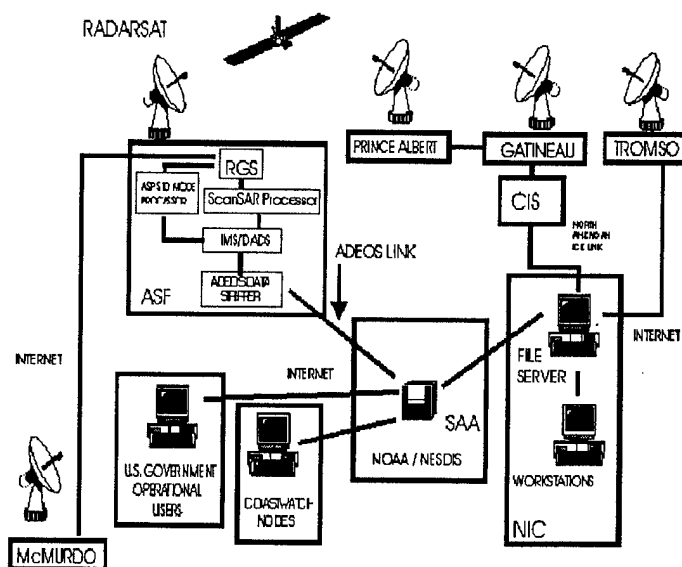 RADARSAT
PRINCE ALBERT
GATINEAU
TROMSO
RGS
ScanSAR Processor
PROCESSOR
IMS/DADS
ASF
CIS
NORTH
AMERICAN
ICE LINK
ADEOS LINK
INTERNET
INTERNET
INTERNET
FILE
SERVER
SAA
NOAA / NESDIS
WORKSTATIONS
NIC
U.S. GOVERNMENT
OPERATIONAL
USERS
COASTWATCH
NODES
McMURDO